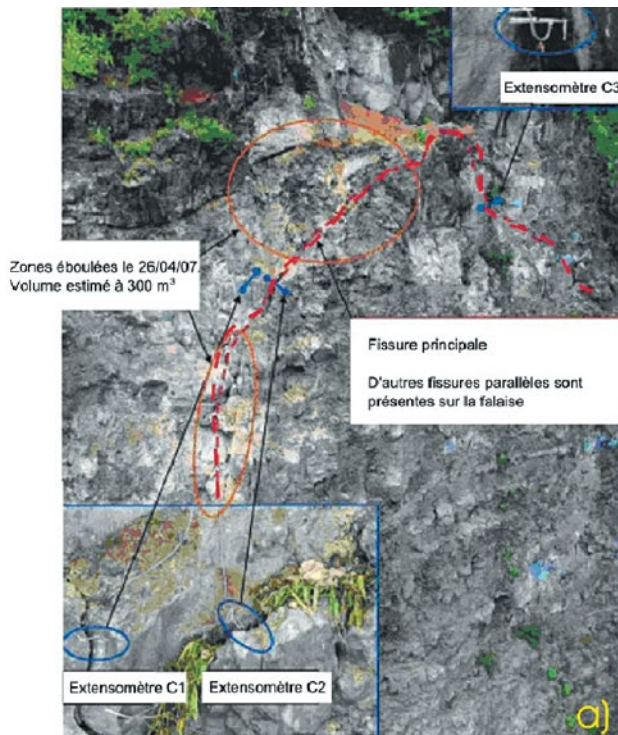 Extensomètre C3
Zones éboulées le 26/04/07.
Volume estimé à 300 m³
Fissure principale
D'autres fissures parallèles sont
présentes sur la falaise
Extensomètre C1
Extensomètre C2
a)